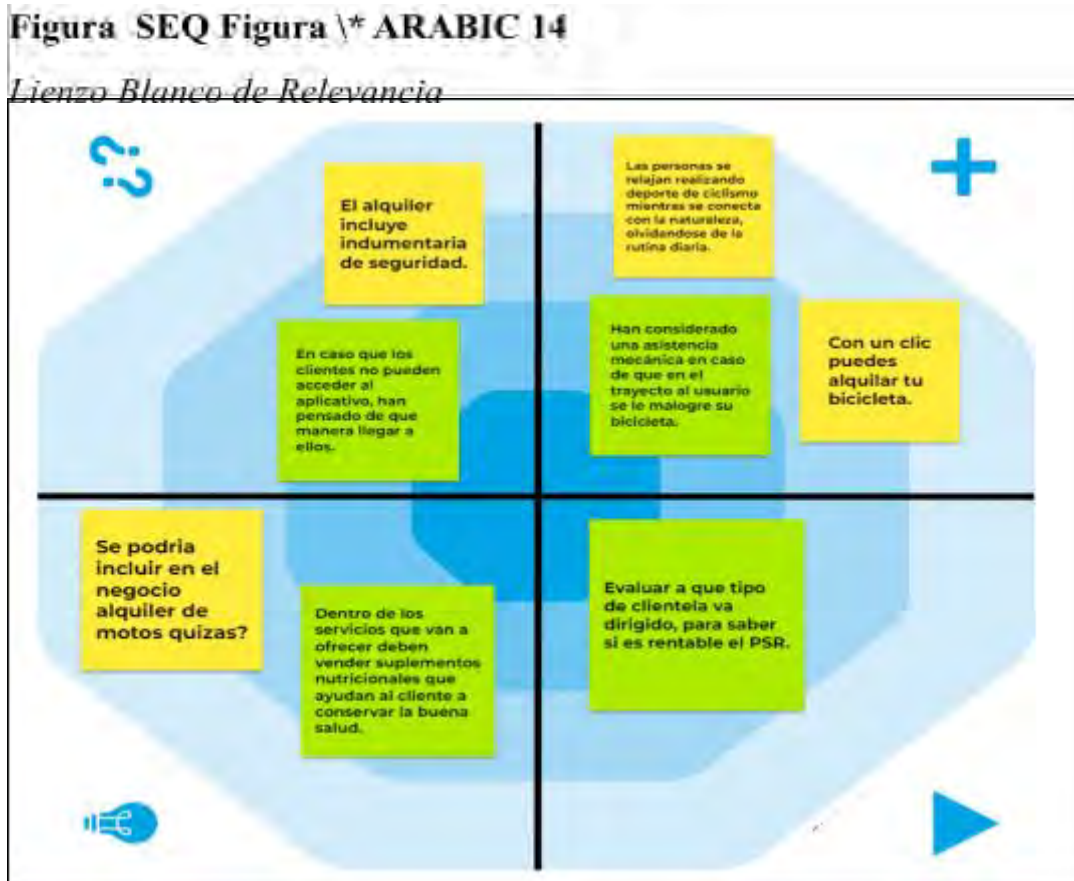 Figura SEQ Figura \* ARABIC 14
Lienzo Blanco de Relevancia
??
El alquiler
incluye
indumentaria
de seguridad.
En caso que los
clientes no pueden
acceder al
aplicativo, han
pensado de que
manera llegar a
ellos.
Las personas se
relajan realizando
deporte de ciclismo
mientras se conecta
con la naturaleza,
olvidandose de la
rutina diaria.
Han considerado
una asistencia
mecánica en caso
de que en el
trayecto al usuario
se le malogre su
bicicleta.
Con un clic
puedes
alquilar tu
bicicleta.
Se podria
incluir en el
negocio
alquiler de
motos quizas?
Dentro de los
servicios que van a
ofrecer deben
vender suplementos
nutricionales que
ayudan al cliente a
conservar la buena
salud.
Evaluar a que tipo
de clientela va
dirigido, para saber
si es rentable el PSR.